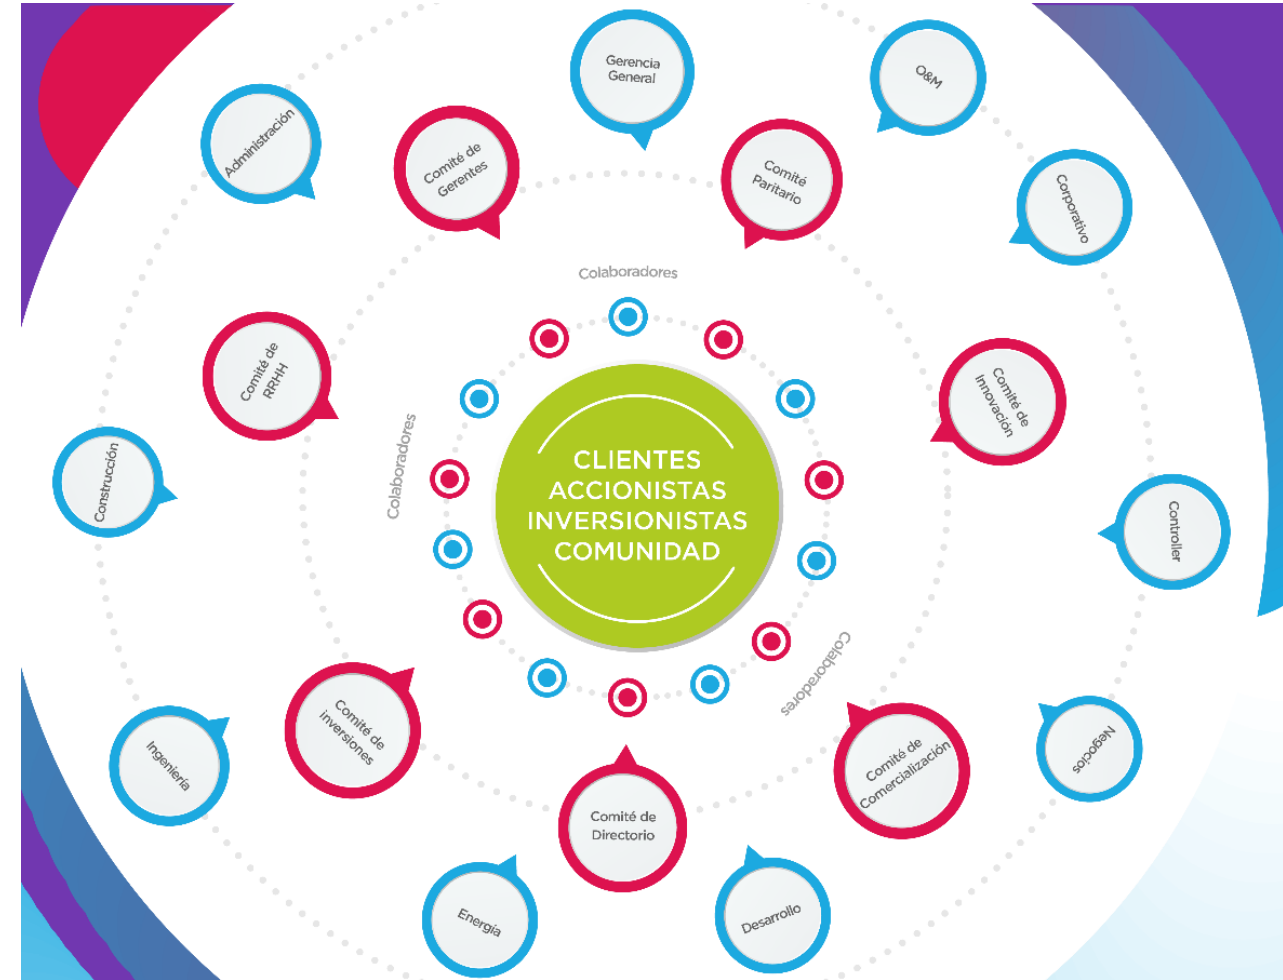 Gerencia
General
O&M
Administración
Comité de
Gerentes
Comité
Paritario
Corporativo
Colaboradores
Comité de
RRHH
Comité de
Innovación
Colaboradores
Construcción
CLIENTES
ACCIONISTAS
INVERSIONISTAS
COMUNIDAD
Controller
Colaboradores
Comité de
inversiones
Ingeniería
Negocios
Comité de
Comercialización
Comité de
Directorio
Energía
Desarrollo